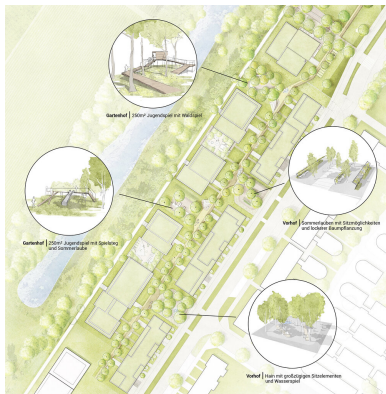 Gartenhof | 250m² Jugendspiel mit Waldspiel
Vorhof | Sommerlauben mit Sitzmöglichkeiten
und lockerer Baumpflanzung
Gartenhof | 250m² Jugendspiel mit Spielsteg
und Sommerlaube
Vorhof | Hain mit großzügigen Sitzelementen
und Wasserspiel